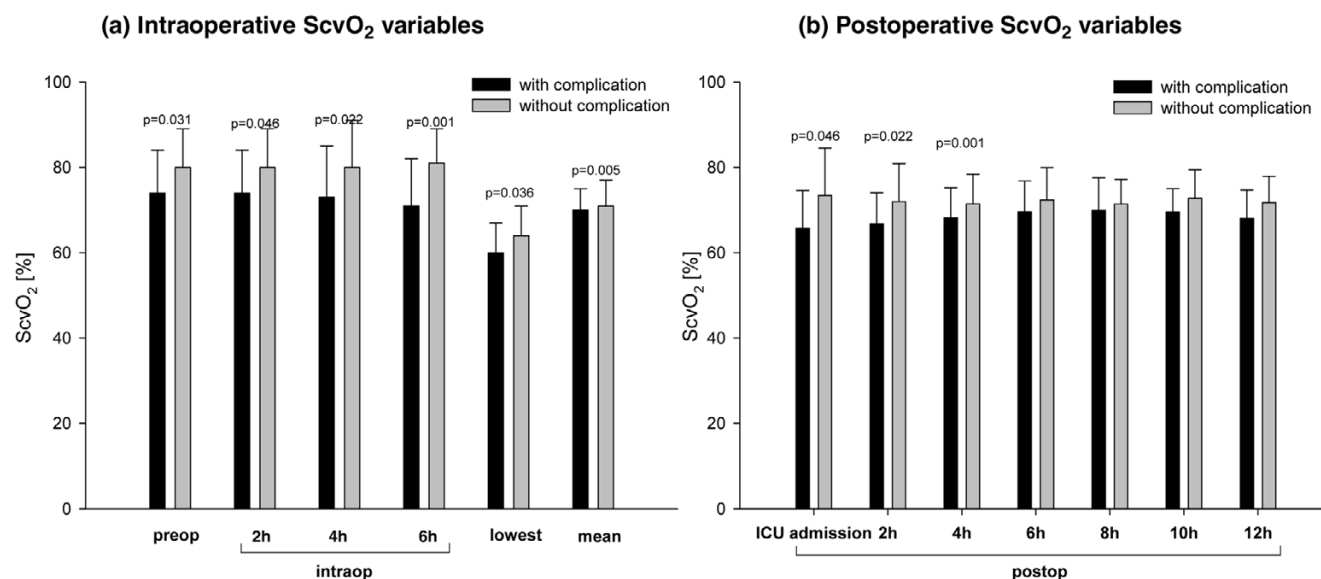 (a) Intraoperative ScvO2 variables
with complication
without complication
p=0.031
p=0.046
p=0.022
p=0.001
p=0.036
p=0.005
ScvO2 [%]
100
80
60
40
20
0
preop 2h 4h 6h lowest mean
intraop
(b) Postoperative ScvO2 variables
with complication
without complication
p=0.046
p=0.022
p=0.001
ScvO2 [%]
100
80
60
40
20
0
ICU admission 2h 4h 6h 8h 10h 12h
postop